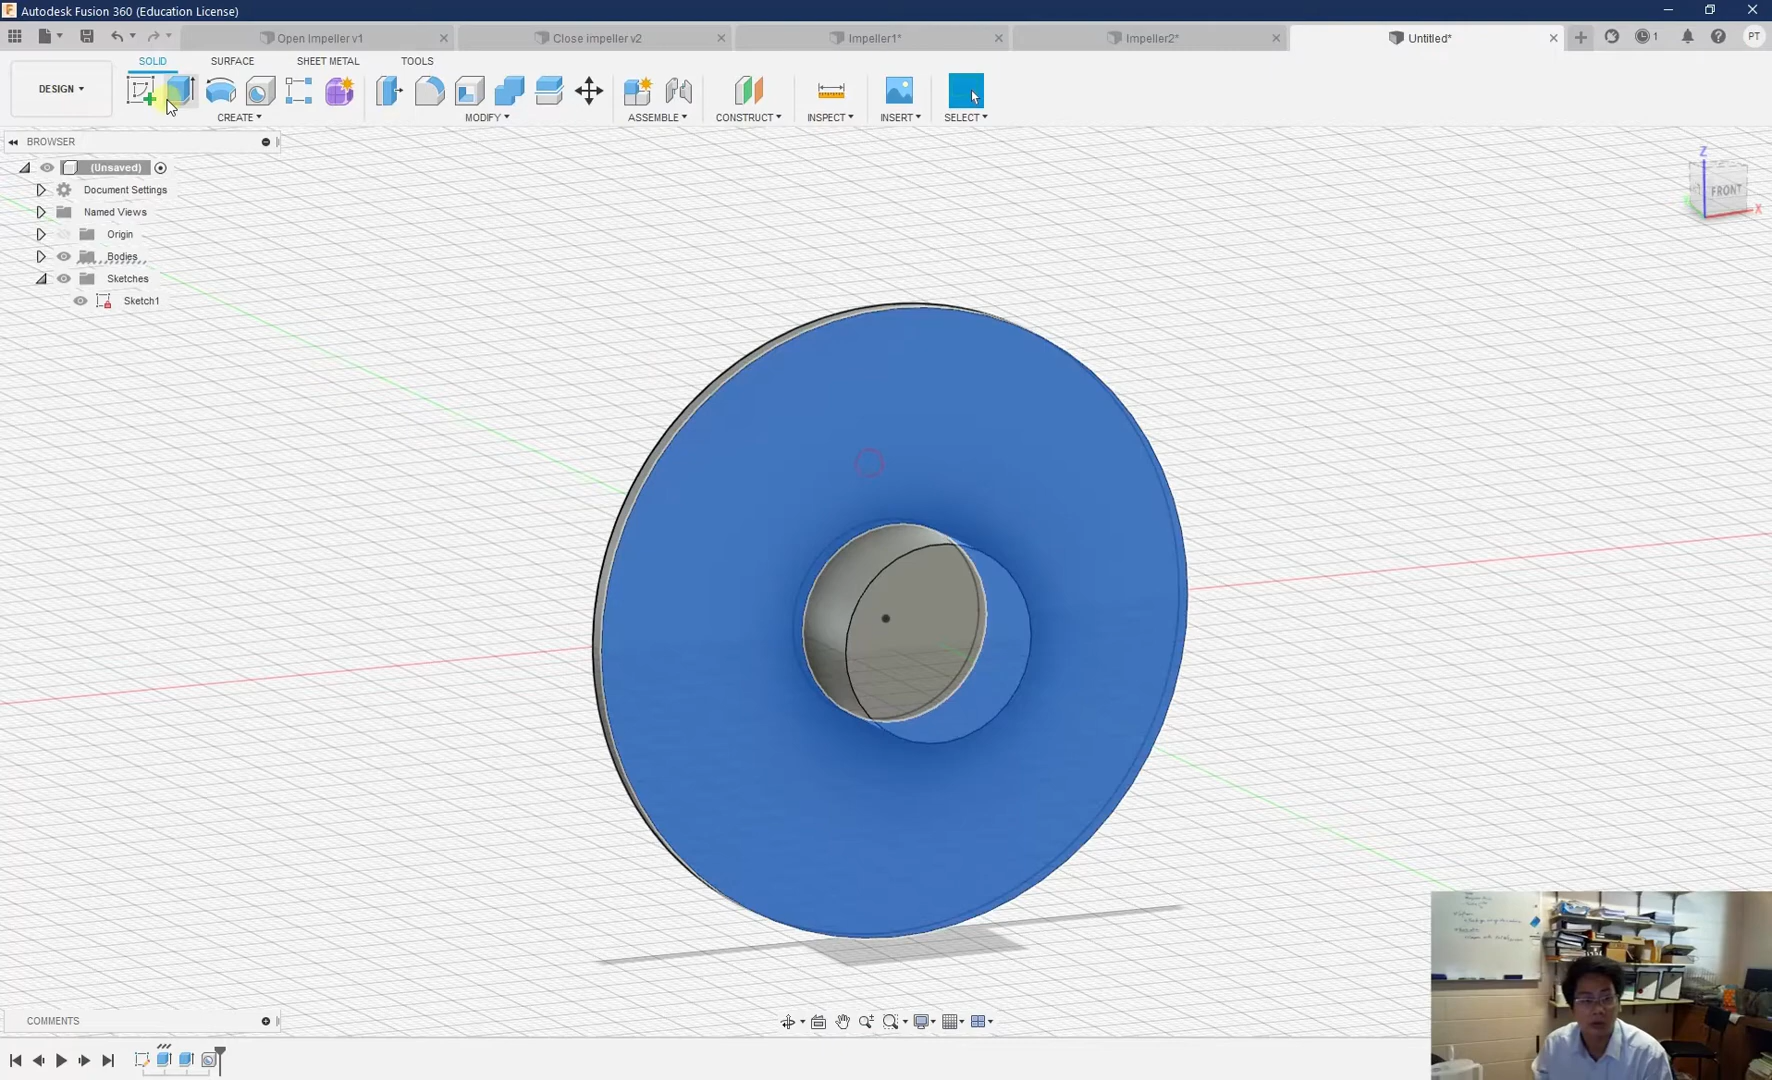 Autodesk Fusion 360 (Education License)
Open Impeller v1
Close impeller v2
Impeller1*
Impeller2*
Untitled*
1
PT
SOLID
SURFACE
SHEET METAL
TOOLS
DESIGN
CREATE
MODIFY
ASSEMBLE
CONSTRUCT
INSPECT
INSERT
SELECT
BROWSER
(Unsaved)
Document Settings
Named Views
Origin
Bodies
Sketches
Sketch1
Z
FRONT
X
COMMENTS